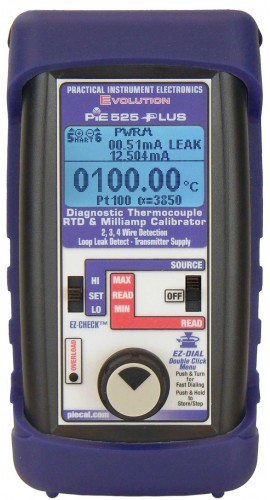 PRACTICAL INSTRUMENT ELECTRONICS
EVOLUTION
PIE 525 PLUS
SMART PWRM
00.51mA LEAK
12.504mA
0100.00 °C
Pt100 α=3850
Diagnostic Thermocouple
RTD & Milliamp Calibrator
2, 3, 4 Wire Detection
Loop Leak Detect - Transmitter Supply
SOURCE
HI
SET
LO
MAX
READ
MIN
OFF
READ
EZ-CHECK™
OVERLOAD
EZ-DIAL
Double Click
Menu
Push & Turn
for Fast Dialing
Push & Hold to
Store/Step
piecal.com